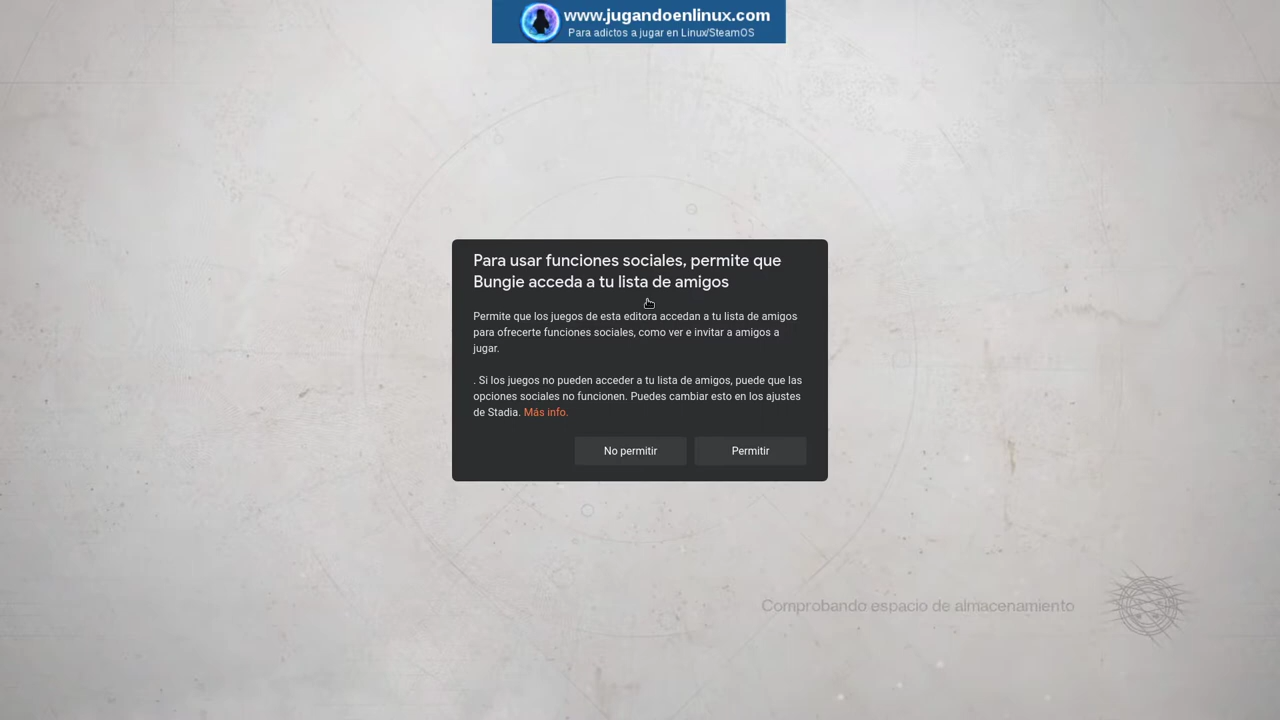 www.jugandoenlinux.com
Para adictos a jugar en Linux/SteamOS
Para usar funciones sociales, permite que
Bungie acceda a tu lista de amigos
Permite que los juegos de esta editora accedan a tu lista de amigos
para ofrecerte funciones sociales, como ver e invitar a amigos a
jugar.
. Si los juegos no pueden acceder a tu lista de amigos, puede que las
opciones sociales no funcionen. Puedes cambiar esto en los ajustes
de Stadia. Más info.
No permitir
Permitir
Comprobando espacio de almacenamiento